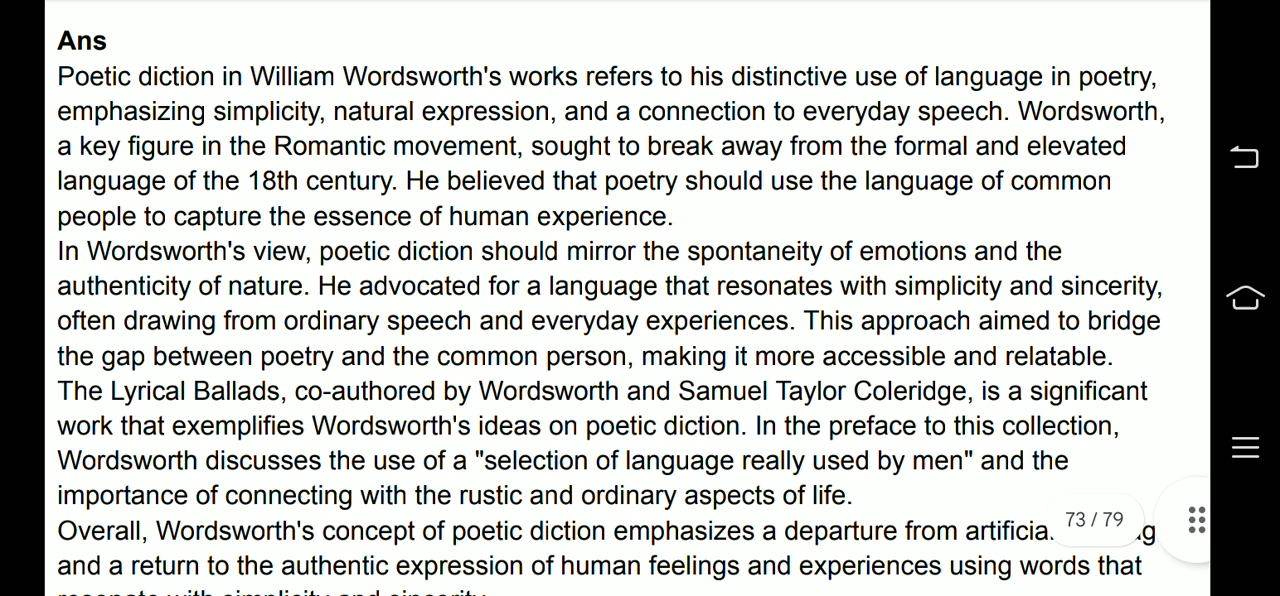 Ans
Poetic diction in William Wordsworth's works refers to his distinctive use of language in poetry,
emphasizing simplicity, natural expression, and a connection to everyday speech. Wordsworth,
a key figure in the Romantic movement, sought to break away from the formal and elevated
language of the 18th century. He believed that poetry should use the language of common
people to capture the essence of human experience.
In Wordsworth's view, poetic diction should mirror the spontaneity of emotions and the
authenticity of nature. He advocated for a language that resonates with simplicity and sincerity,
often drawing from ordinary speech and everyday experiences. This approach aimed to bridge
the gap between poetry and the common person, making it more accessible and relatable.
The Lyrical Ballads, co-authored by Wordsworth and Samuel Taylor Coleridge, is a significant
work that exemplifies Wordsworth's ideas on poetic diction. In the preface to this collection,
Wordsworth discusses the use of a "selection of language really used by men" and the
importance of connecting with the rustic and ordinary aspects of life.
Overall, Wordsworth's concept of poetic diction emphasizes a departure from
73 / 79
and a return to the authentic expression of human feelings and experiences using words that